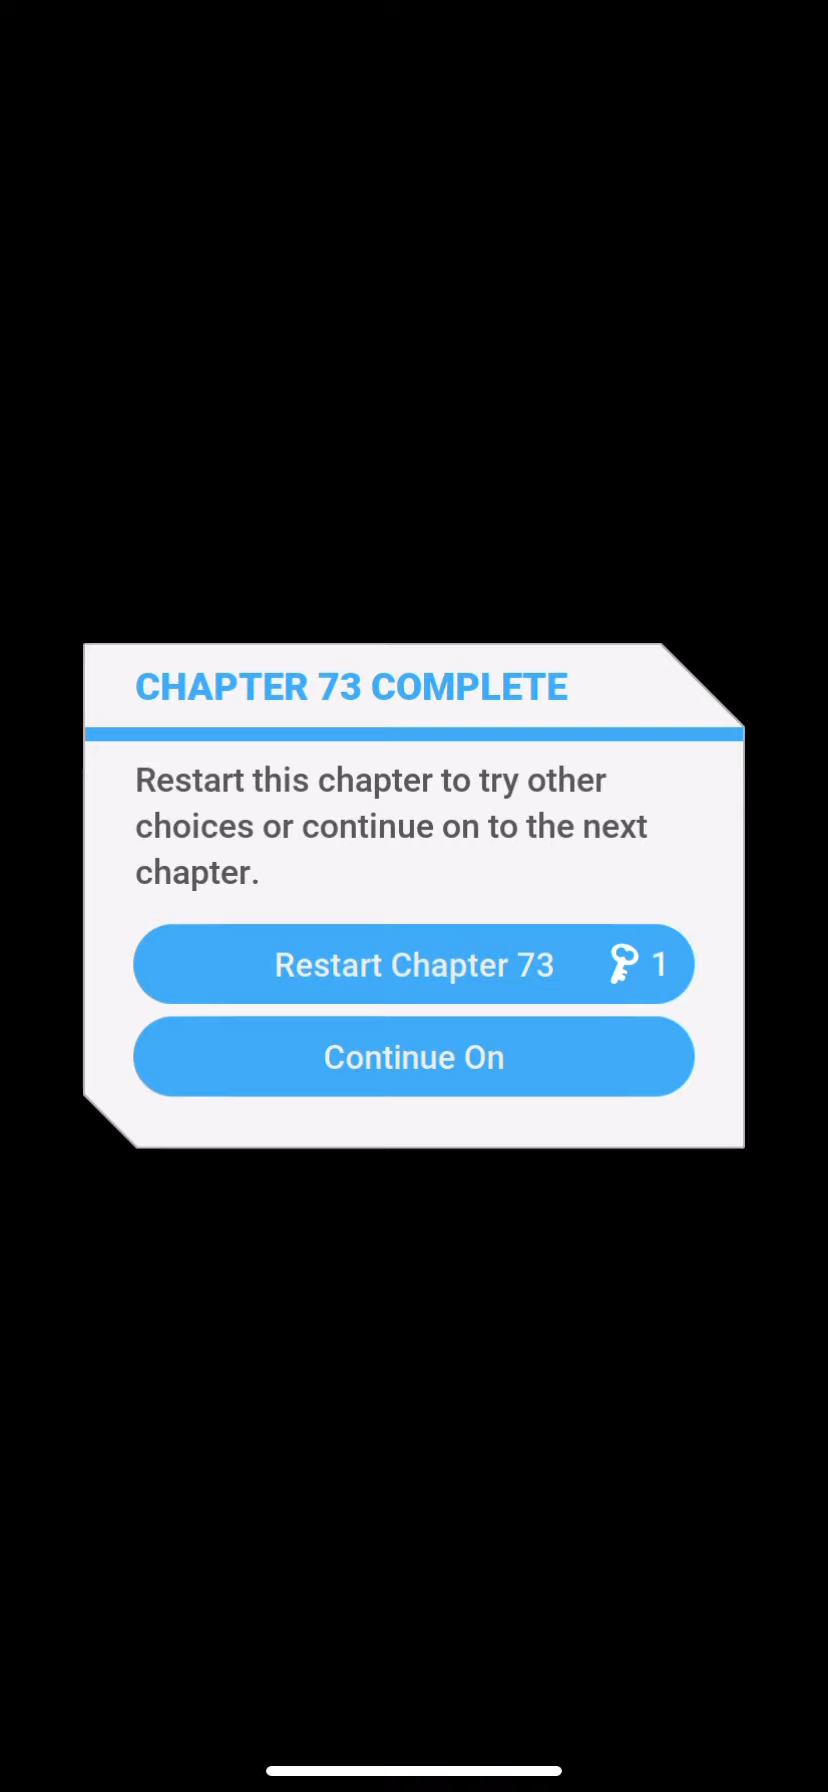 CHAPTER 73 COMPLETE
Restart this chapter to try other
choices or continue on to the next
chapter.
Restart Chapter 73 1
Continue On